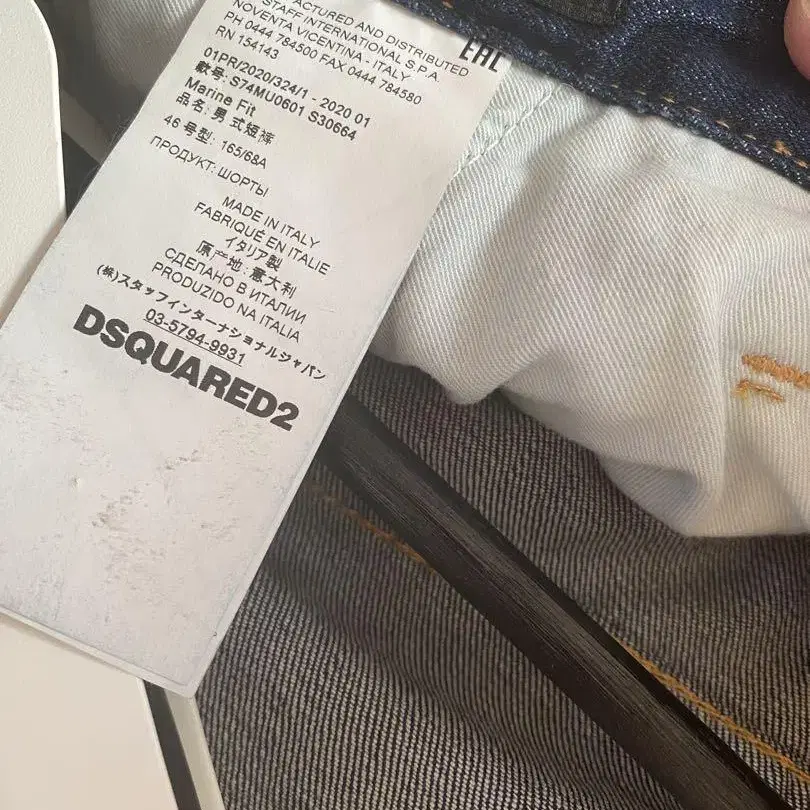 ACTURED AND DISTRIBUTED
STAFF INTERNATIONAL S.P.A.
NOVENTA VICENTINA - ITALY
PH 0444 784500 FAX 0444 784580
RN 154143
EAC
01PR/2020/324/1 - 2020 01
款号: S74MU0601 S30664
Marine Fit
品名: 男式短裤
46 号型: 165/68A
ПРОДУКТ: ШОРТЫ
MADE IN ITALY
FABRIQUÉ EN ITALIE
イタリア製
原产地: 意大利
СДЕЛАНО В ИТАЛИИ
PRODUZIDO NA ITALIA
(株)スタッフインターナショナルジャパン
03-5794-9931
DSQUARED2